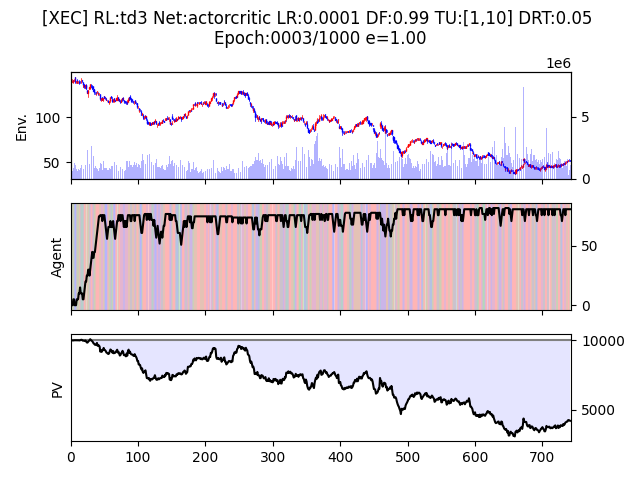 [XEC] RL:td3 Net:actorcritic LR:0.0001 DF:0.99 TU:[1,10] DRT:0.05
Epoch:0003/1000 e=1.00
1e6
Env.
100
50
5
0
Agent
50
0
PV
10000
5000
0 100 200 300 400 500 600 700